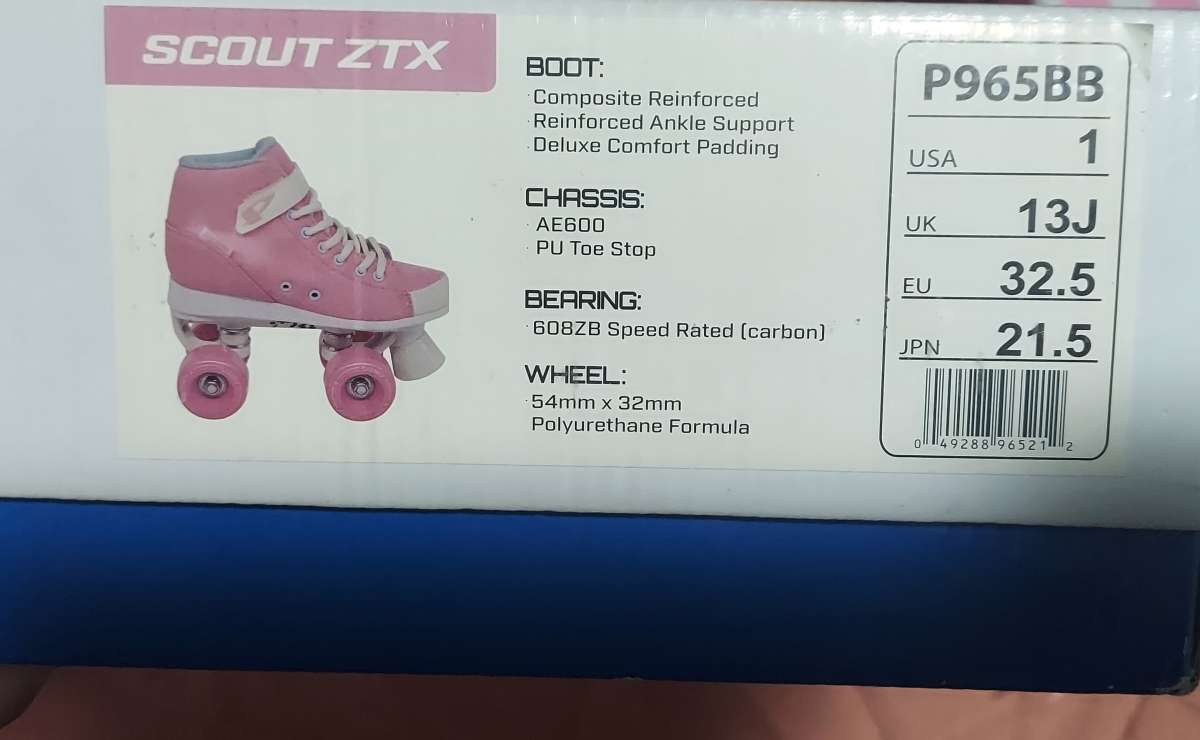 SCOUT ZTX
BOOT:
· Composite Reinforced
· Reinforced Ankle Support
· Deluxe Comfort Padding
CHASSIS:
· AE600
· PU Toe Stop
BEARING:
· 608ZB Speed Rated (carbon)
WHEEL:
· 54mm x 32mm
Polyurethane Formula
P965BB
USA 1
UK 13J
EU 32.5
JPN 21.5
0 49288 96521 2